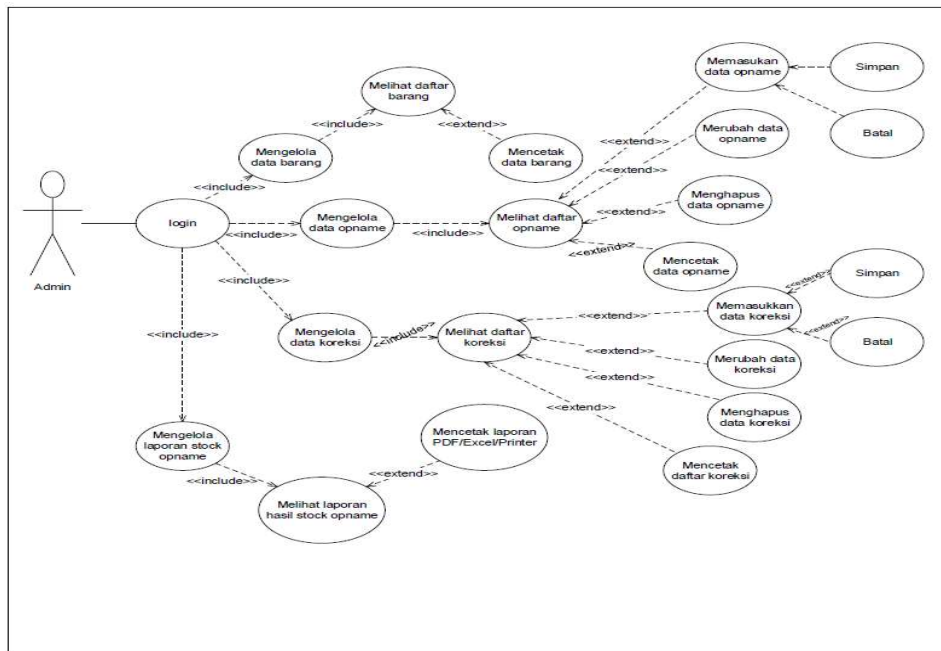 Memasukan
data opname
Simpan
Melihat daftar
barang
<<include>>
<<extend>>
Merubah data
opname
Batal
<<extend>>
Mengelola
data barang
Mencetak
data barang
<<extend>>
<<include>>
Menghapus
data opname
<<extend>>
login
<<include>>
Mengelola
data opname
<<include>>
Melihat daftar
opname
<<extend>>
Mencetak
data opname
Admin
<<include>>
Simpan
<<extend>>
Memasukkan
data koreksi
<<extend>>
<<include>>
Mengelola
data koreksi
<<include>>
Melihat daftar
koreksi
<<extend>>
Batal
Merubah data
koreksi
<<extend>>
<<extend>>
Menghapus
data koreksi
Mengelola
laporan stock
opname
Mencetak laporan
PDF/Excel/Printer
Mencetak
daftar koreksi
<<include>>
<<extend>>
Melihat laporan
hasil stock opname